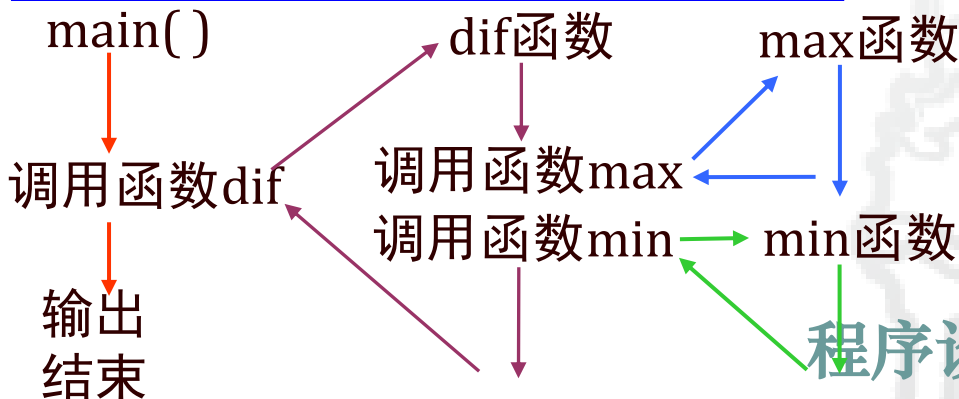 main( )
dif函数
max函数
调用函数dif
调用函数max
调用函数min
min函数
输出
结束
程序设